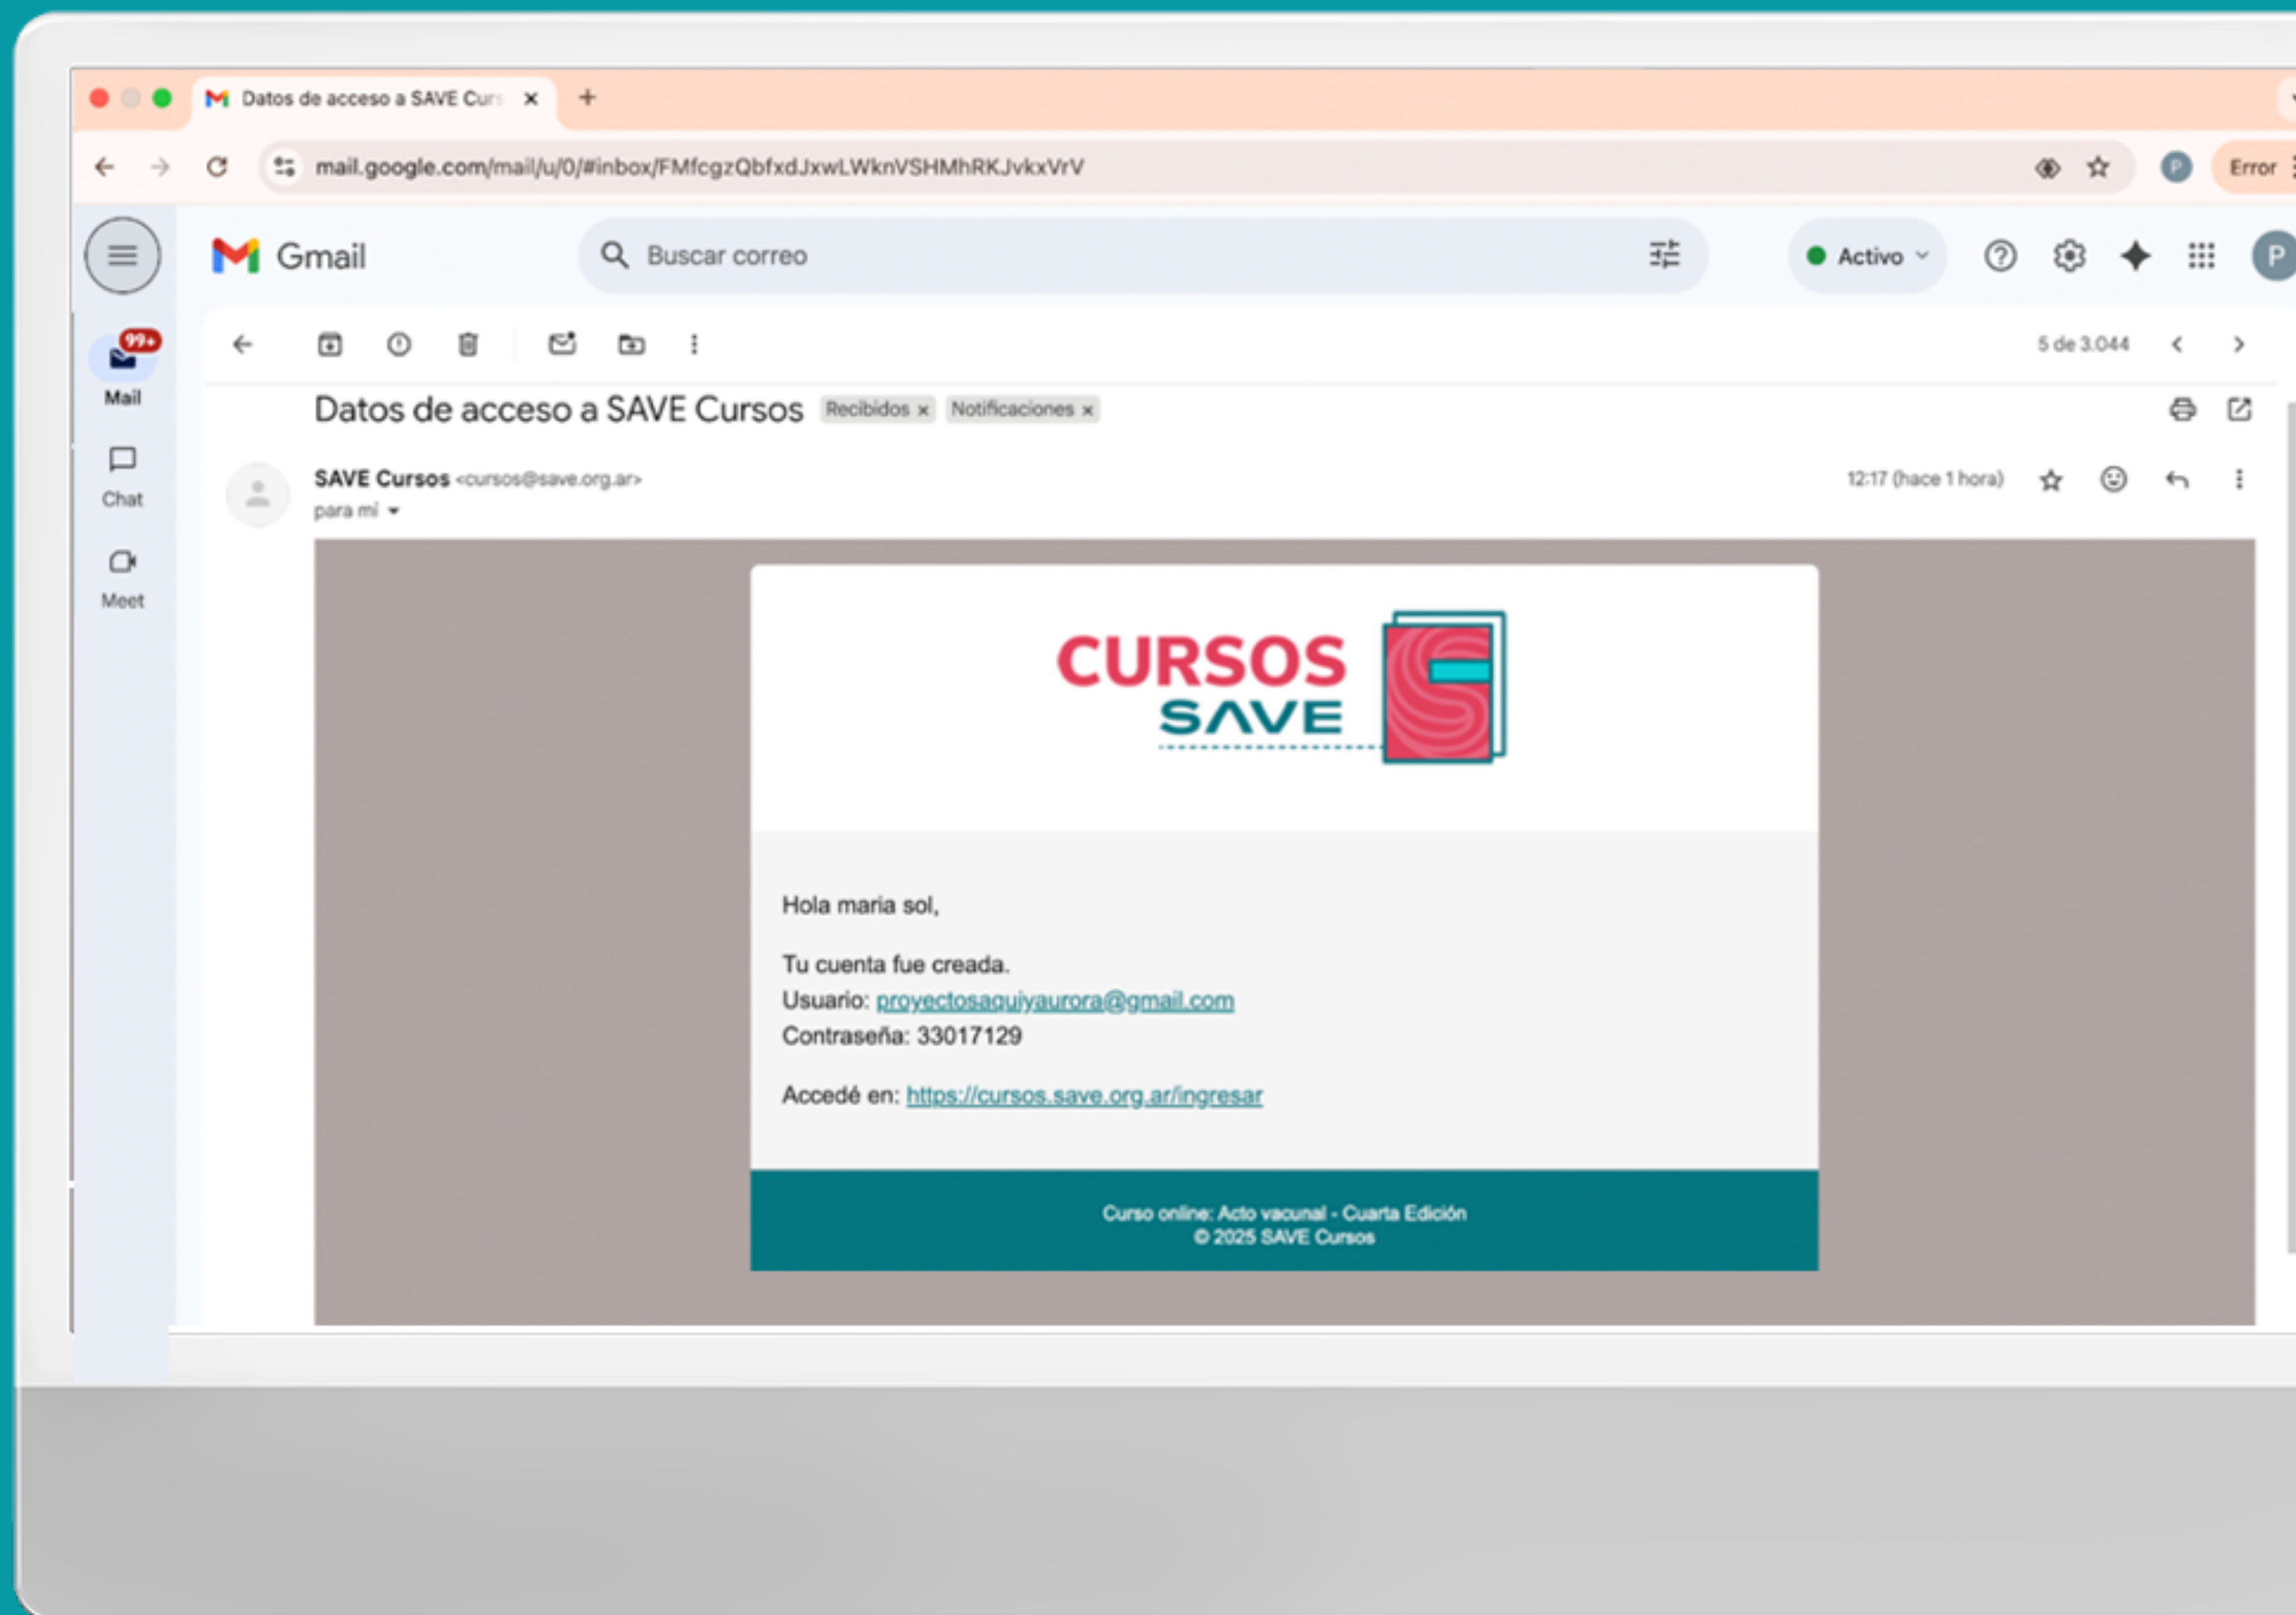 Datos de acceso a SAVE Curs
mail.google.com/mail/u/0/#inbox/FMfcgzQbfxdJxwLWknVSHMhRKJvkxVrV
Error
Gmail
Buscar correo
Activo
P
P
99+
Mail
Chat
Meet
5 de 3.044
Datos de acceso a SAVE Cursos Recibidos x Notificaciones x
SAVE Cursos <cursos@save.org.ar>
12:17 (hace 1 hora)
para mí
CURSOS
SAVE
Hola maria sol,
Tu cuenta fue creada.
Usuario: proyectosaquiyaurora@gmail.com
Contraseña: 33017129
Accedé en: https://cursos.save.org.ar/ingresar
Curso online: Acto vacunal - Cuarta Edición
© 2025 SAVE Cursos